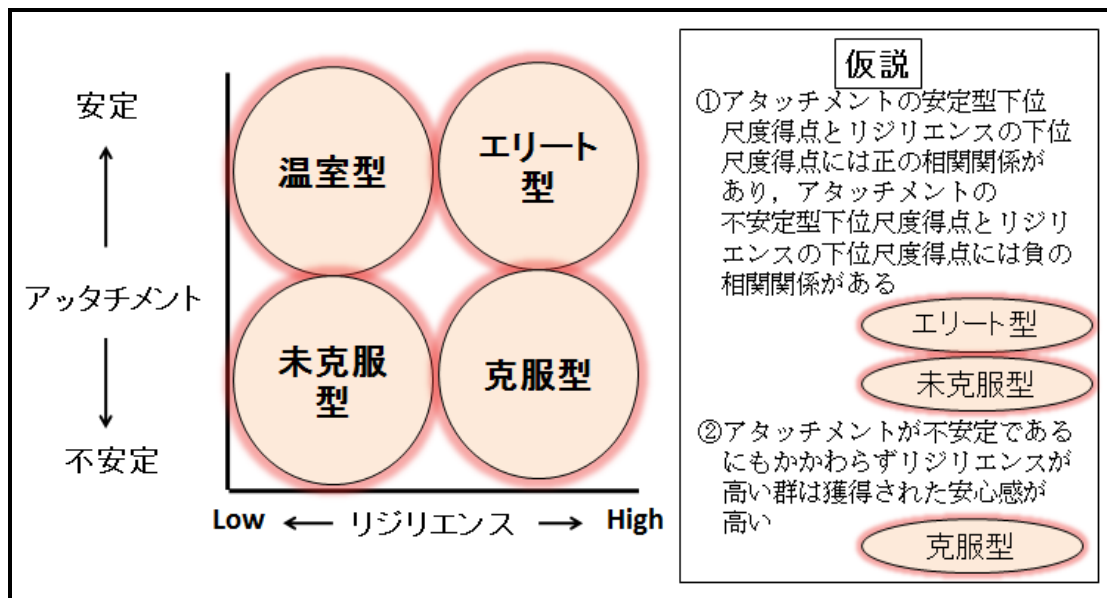 安定
アッタチメント
不安定
温室型
エリート
型
未克服
型
克服型
Low ← リジリエンス → High
仮説
①アタッチメントの安定型下位
尺度得点とリジリエンスの下位
尺度得点には正の相関関係が
あり，アタッチメントの
不安定型下位尺度得点とリジリ
エンスの下位尺度得点には負の
相関関係がある
エリート型
未克服型
②アタッチメントが不安定である
にもかかわらずリジリエンスが
高い群は獲得された安心感が
高い
克服型